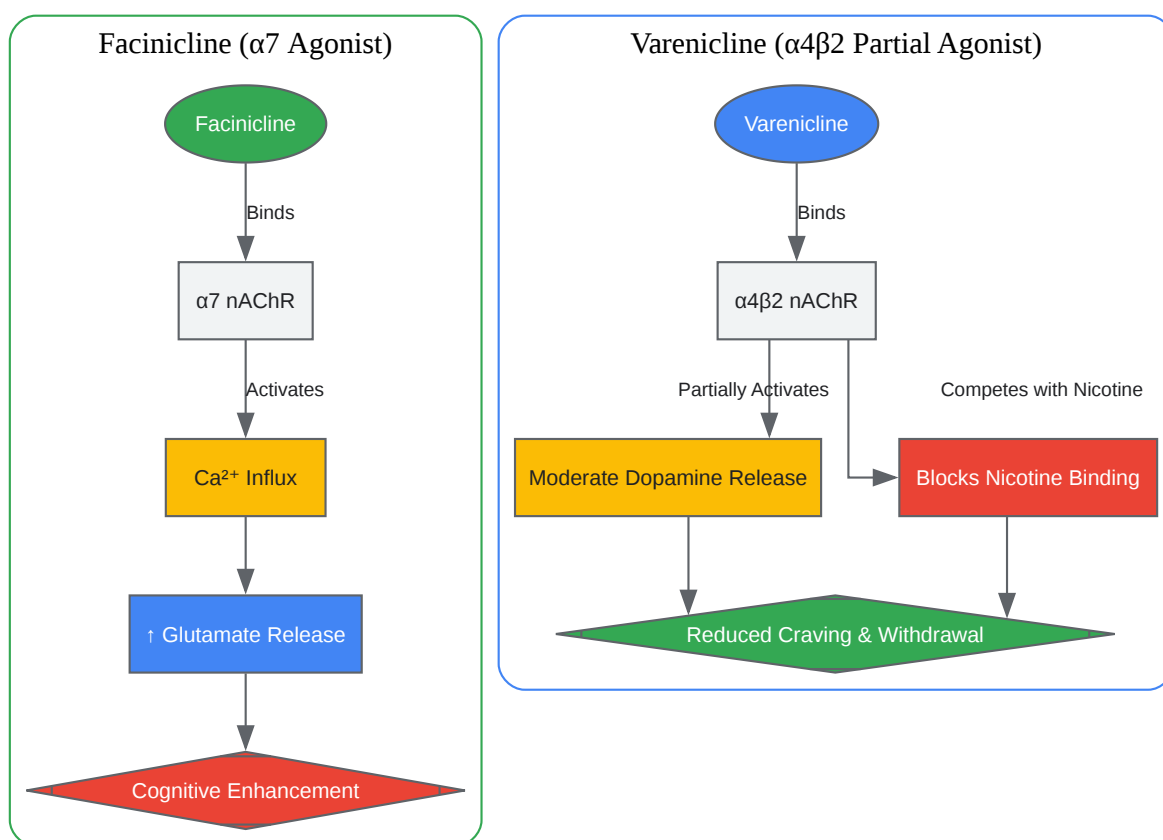 Facinicline (α7 Agonist)
Facinicline
Binds
α7 nAChR
Activates
Ca²⁺ Influx
↑ Glutamate Release
Cognitive Enhancement
Varenicline (α4β2 Partial Agonist)
Varenicline
Binds
α4β2 nAChR
Partially Activates
Competes with Nicotine
Moderate Dopamine Release
Blocks Nicotine Binding
Reduced Craving & Withdrawal